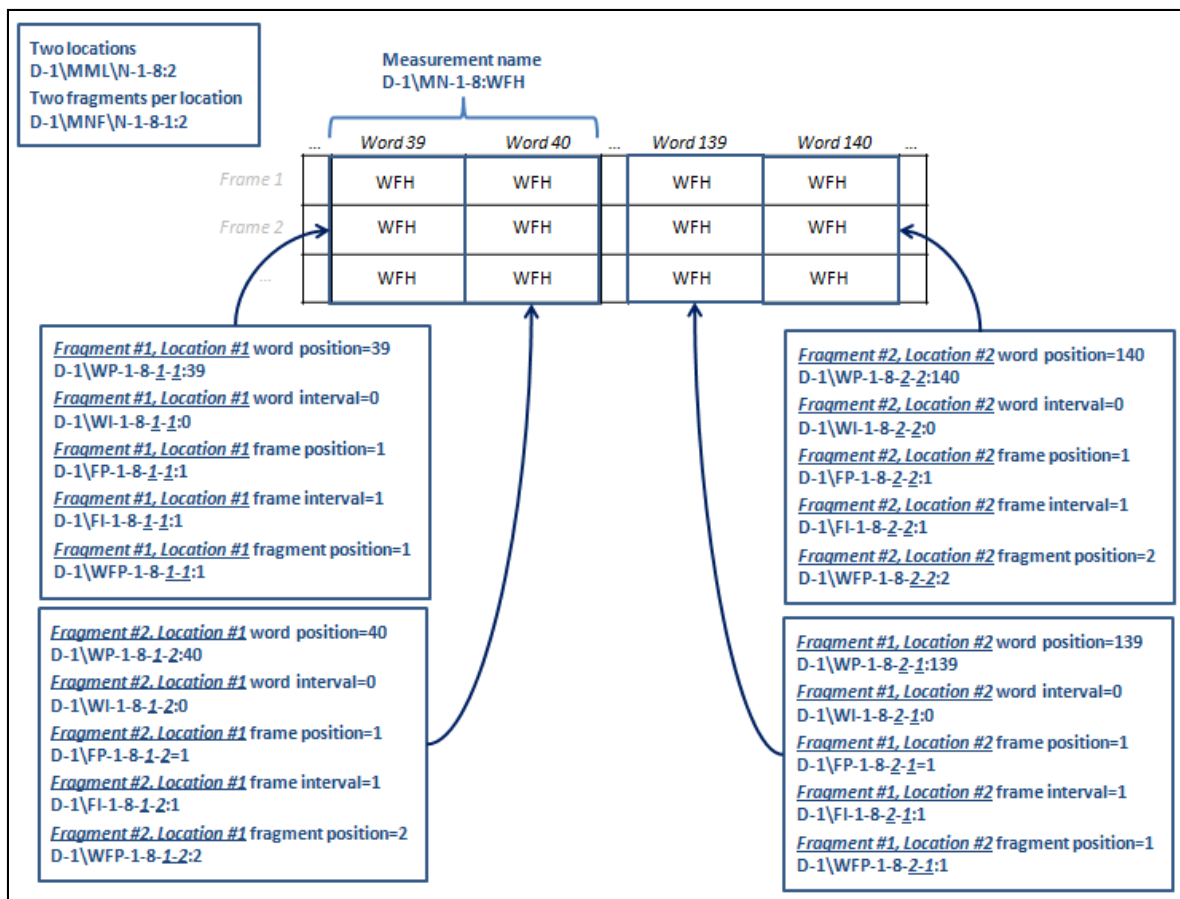 Two locations
D-1\MML\N-1-8:2
Two fragments per location
D-1\MNF\N-1-8-1:2
Measurement name
D-1\MN-1-8:WFH
... Word 39 Word 40 ... Word 139 Word 140 ...
Frame 1 WFH WFH WFH WFH
Frame 2 WFH WFH WFH WFH
... WFH WFH WFH WFH
Fragment #1, Location #1 word position=39
D-1\WP-1-8-1-1:39
Fragment #1, Location #1 word interval=0
D-1\WI-1-8-1-1:0
Fragment #1, Location #1 frame position=1
D-1\FP-1-8-1-1:1
Fragment #1, Location #1 frame interval=1
D-1\FI-1-8-1-1:1
Fragment #1, Location #1 fragment position=1
D-1\WFP-1-8-1-1:1
Fragment #2, Location #2 word position=140
D-1\WP-1-8-2-2:140
Fragment #2, Location #2 word interval=0
D-1\WI-1-8-2-2:0
Fragment #2, Location #2 frame position=1
D-1\FP-1-8-2-2:1
Fragment #2, Location #2 frame interval=1
D-1\FI-1-8-2-2:1
Fragment #2, Location #2 fragment position=2
D-1\WFP-1-8-2-2:2
Fragment #2, Location #1 word position=40
D-1\WP-1-8-1-2:40
Fragment #2, Location #1 word interval=0
D-1\WI-1-8-1-2:0
Fragment #2, Location #1 frame position=1
D-1\FP-1-8-1-2=1
Fragment #2, Location #1 frame interval=1
D-1\FI-1-8-1-2:1
Fragment #2, Location #1 fragment position=2
D-1\WFP-1-8-1-2:2
Fragment #1, Location #2 word position=139
D-1\WP-1-8-2-1:139
Fragment #1, Location #2 word interval=0
D-1\WI-1-8-2-1:0
Fragment #1, Location #2 frame position=1
D-1\FP-1-8-2-1=1
Fragment #1, Location #2 frame interval=1
D-1\FI-1-8-2-1:1
Fragment #1, Location #2 fragment position=1
D-1\WFP-1-8-2-1:1